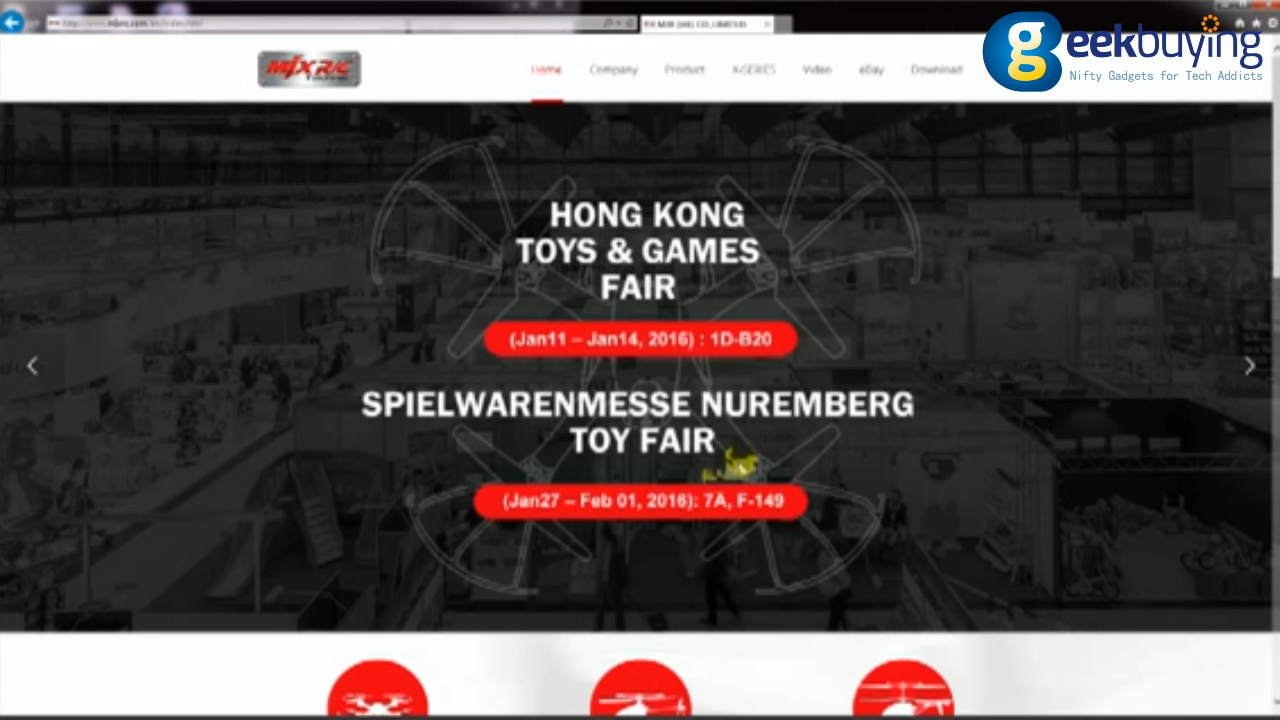 geekbuying
Nifty Gadgets for Tech Addicts
MJX R/C
Home Company Product X-SERIES Video eBay Download
HONG KONG
TOYS & GAMES
FAIR
(Jan11 – Jan14, 2016) : 1D-B20
SPIELWARENMESSE NUREMBERG
TOY FAIR
(Jan27 – Feb 01, 2016): 7A, F-149